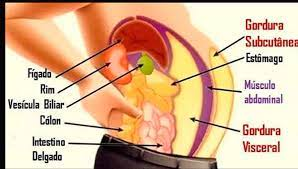 Gordura
Subcutânea
Estômago
Fígado
Rim
Vesícula Biliar
Cólon
Intestino
Delgado
Músculo
abdominal
Gordura
Visceral